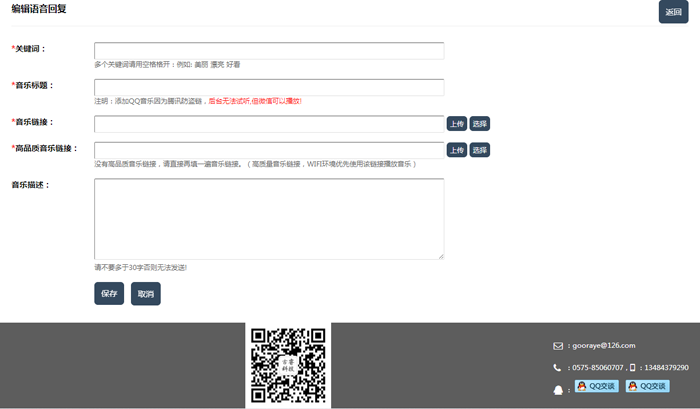 编辑语音回复
返回
*关键词：
多个关键词请用空格格开：例如: 美丽 漂亮 好看
*音乐标题：
注明：添加QQ音乐因为腾讯防盗链，后台无法试听,但微信可以播放!
*音乐链接：
上传 选择
*高品质音乐链接：
上传 选择
没有高品质音乐链接，请直接再填一遍音乐链接。（高质量音乐链接，WIFI环境优先使用该链接播放音乐）
音乐描述：
请不要多于30字否则无法发送!
保存 取消
古睿
科技
：gooraye@126.com
：0575-85060707，：13484379290
：QQ交谈 QQ交谈